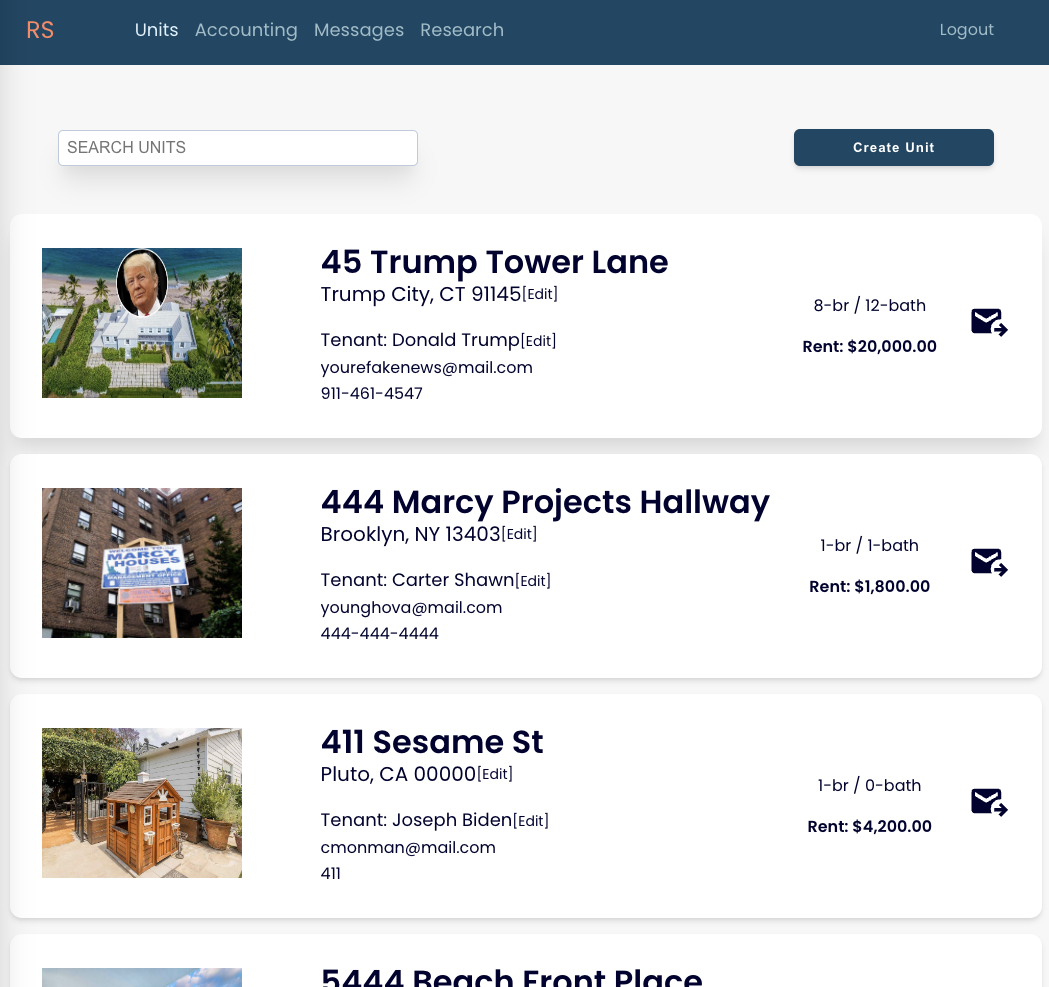 RS
Units Accounting Messages Research
Logout
SEARCH UNITS
Create Unit
45 Trump Tower Lane
Trump City, CT 91145[Edit]
Tenant: Donald Trump[Edit]
yourefakenews@mail.com
911-461-4547
8-br / 12-bath
Rent: $20,000.00
WELCOME TO
MARCY
HOUSES
MANAGEMENT OFFICE
444 Marcy Projects Hallway
Brooklyn, NY 13403[Edit]
Tenant: Carter Shawn[Edit]
younghova@mail.com
444-444-4444
1-br / 1-bath
Rent: $1,800.00
411 Sesame St
Pluto, CA 00000[Edit]
Tenant: Joseph Biden[Edit]
cmonman@mail.com
411
1-br / 0-bath
Rent: $4,200.00
5444 Beach Front Place